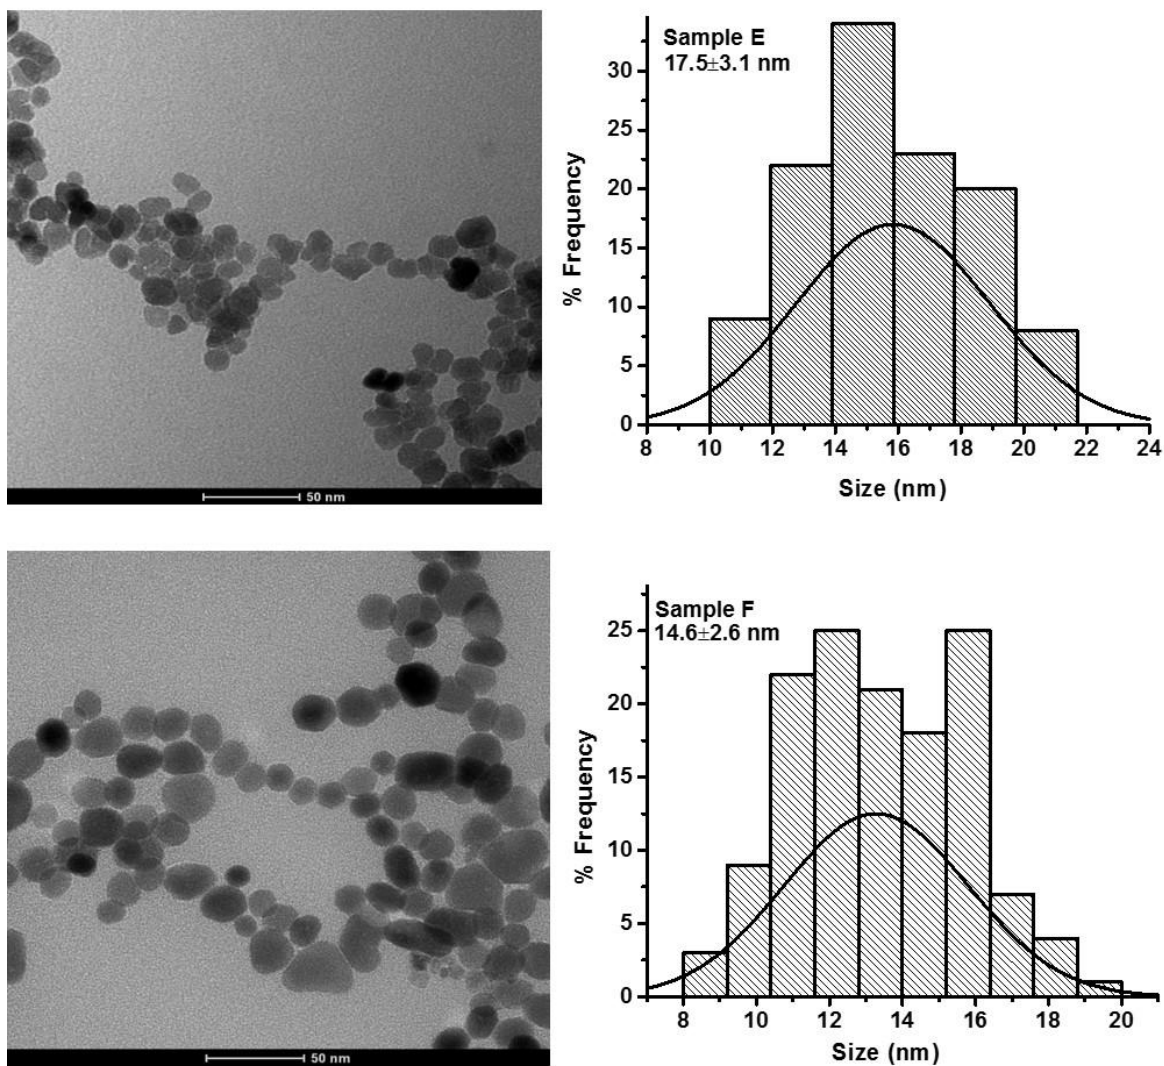 50 nm
Sample E
17.5±3.1 nm
% Frequency
30
25
20
15
10
5
0
8 10 12 14 16 18 20 22 24
Size (nm)
50 nm
Sample F
14.6±2.6 nm
% Frequency
25
20
15
10
5
0
8 10 12 14 16 18 20
Size (nm)